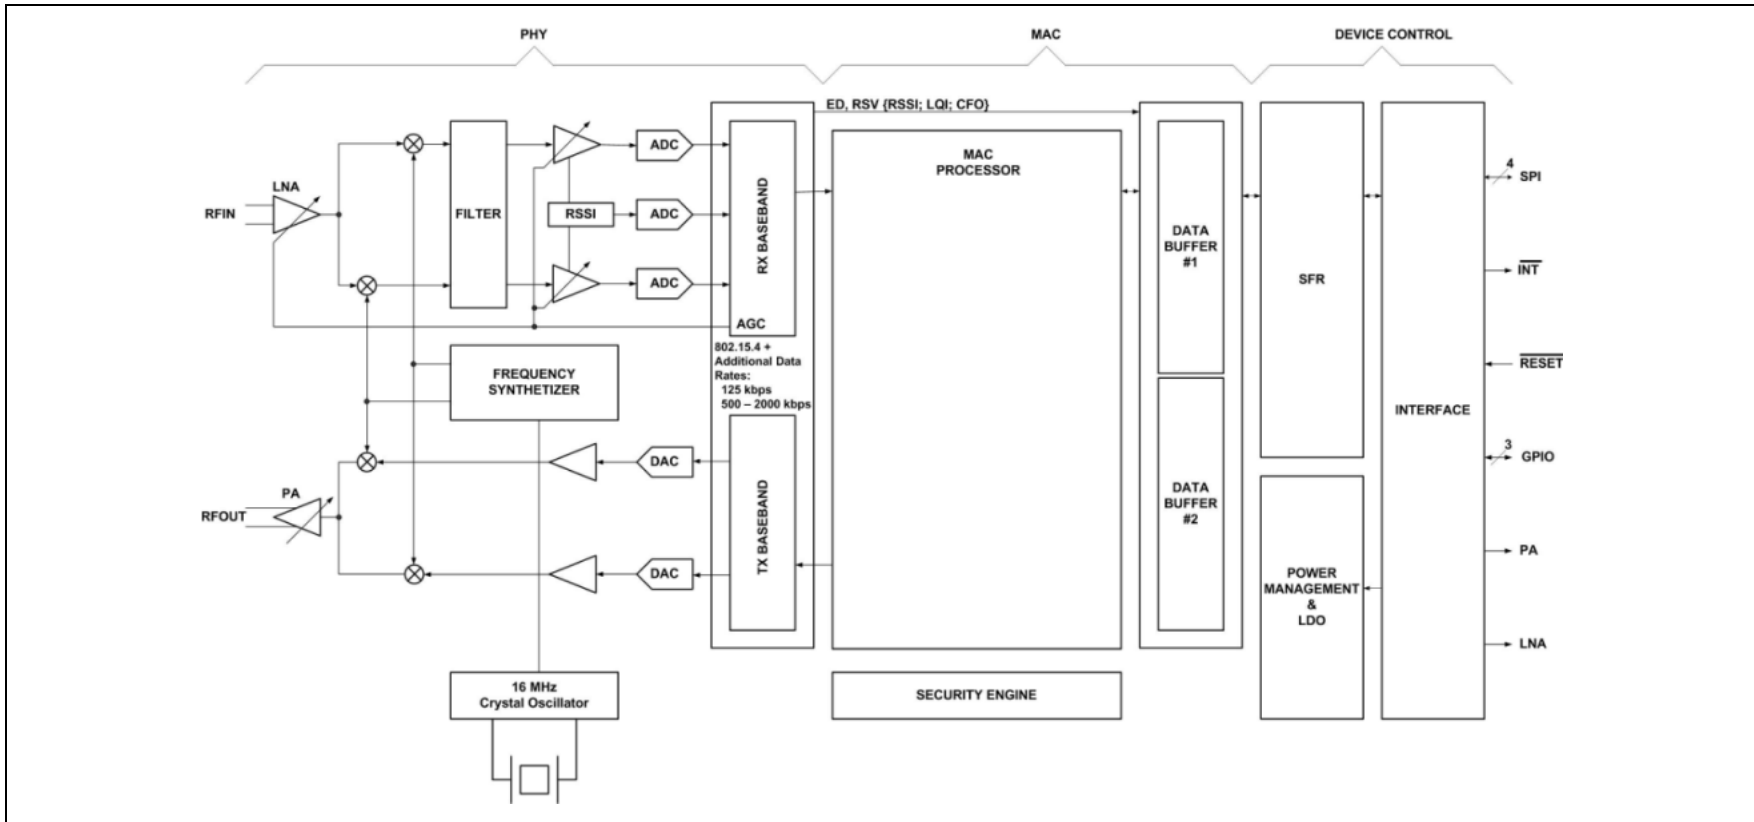 PHY
MAC
DEVICE CONTROL
ED, RSV {RSSI; LQI; CFO}
LNA
RFIN
FILTER
ADC
RSSI
ADC
ADC
RX BASEBAND
AGC
MAC
PROCESSOR
DATA
BUFFER
#1
SFR
INTERFACE
4
SPI
INT
RESET
802.15.4 +
Additional Data
Rates:
125 kbps
500 – 2000 kbps
FREQUENCY
SYNTHETIZER
PA
RFOUT
DAC
DAC
TX BASEBAND
DATA
BUFFER
#2
POWER
MANAGEMENT
&
LDO
3
GPIO
PA
LNA
16 MHz
Crystal Oscillator
SECURITY ENGINE